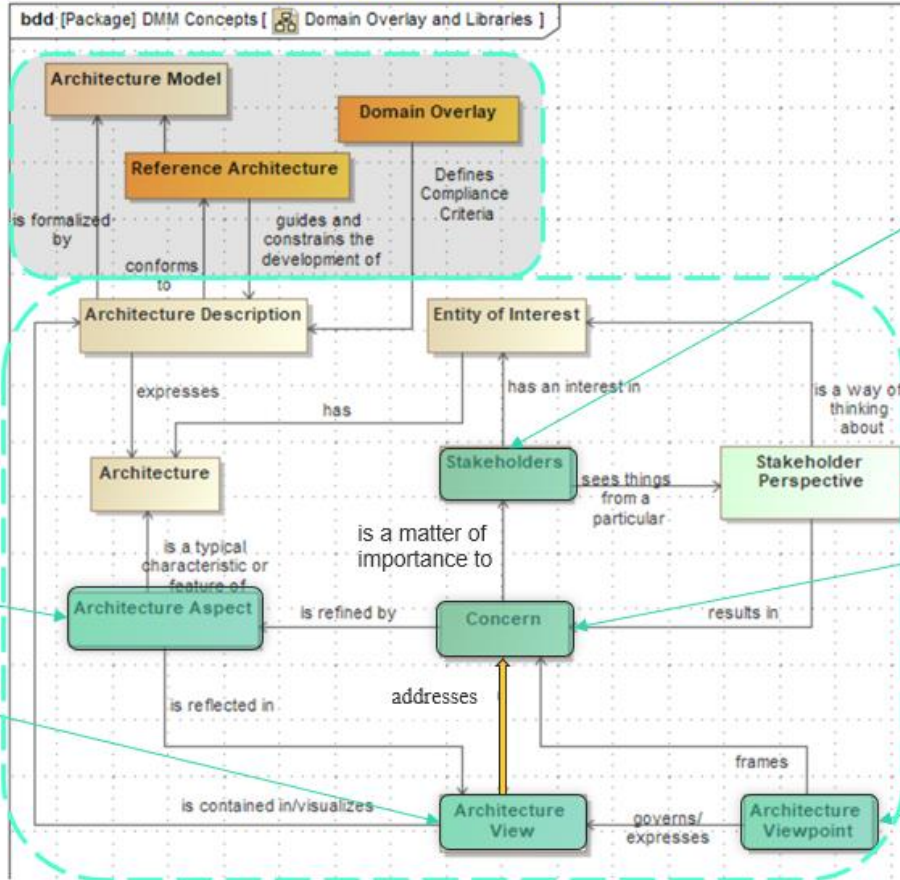 bdd [Package] DMM Concepts [ Domain Overlay and Libraries ]
Architecture Model
Domain Overlay
Reference Architecture
Defines
Compliance
Criteria
is formalized
by
guides and
constrains the
development of
conforms
to
Architecture Description
Entity of Interest
expresses
has an interest in
is a way of
thinking
about
has
Architecture
Stakeholders
sees things
from a
particular
Stakeholder
Perspective
is a matter of
importance to
is a typical
characteristic or
feature of
Architecture Aspect
is refined by
Concern
results in
addresses
is reflected in
frames
is contained in/visualizes
Architecture
View
governs/
expresses
Architecture
Viewpoint